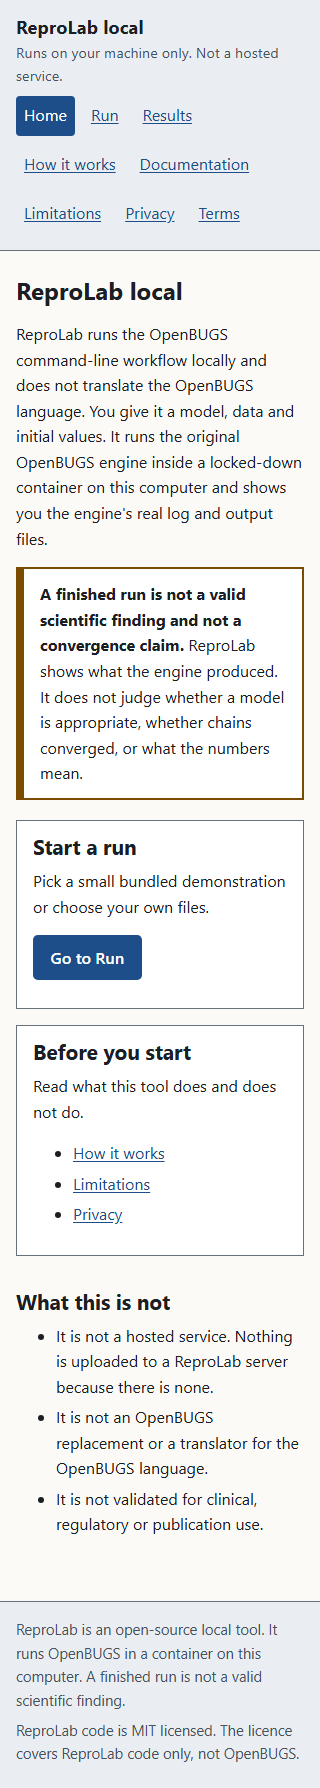 ReproLab local
Runs on your machine only. Not a hosted
service.
Home Run Results
How it works Documentation
Limitations Privacy Terms
ReproLab local
ReproLab runs the OpenBUGS
command-line workflow locally and
does not translate the OpenBUGS
language. You give it a model, data and
initial values. It runs the original
OpenBUGS engine inside a locked-down
container on this computer and shows
you the engine's real log and output
files.
A finished run is not a valid
scientific finding and not a
convergence claim. ReproLab
shows what the engine produced.
It does not judge whether a model
is appropriate, whether chains
converged, or what the numbers
mean.
Start a run
Pick a small bundled demonstration
or choose your own files.
Go to Run
Before you start
Read what this tool does and does
not do.
How it works
Limitations
Privacy
What this is not
It is not a hosted service. Nothing
is uploaded to a ReproLab server
because there is none.
It is not an OpenBUGS
replacement or a translator for the
OpenBUGS language.
It is not validated for clinical,
regulatory or publication use.
ReproLab is an open-source local tool. It
runs OpenBUGS in a container on this
computer. A finished run is not a valid
scientific finding.
ReproLab code is MIT licensed. The licence
covers ReproLab code only, not OpenBUGS.